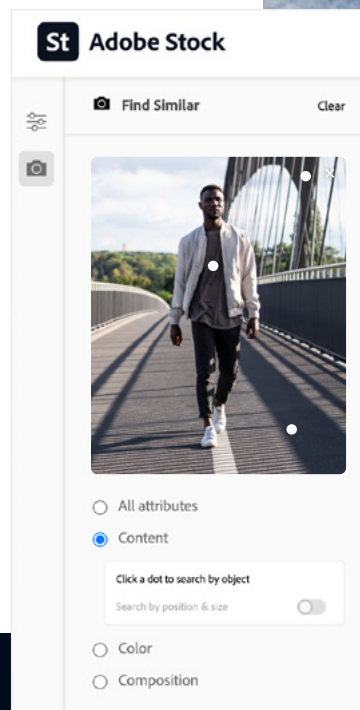 St Adobe Stock
Find Similar Clear
All attributes
Content
Click a dot to search by object
Search by position & size
Color
Composition